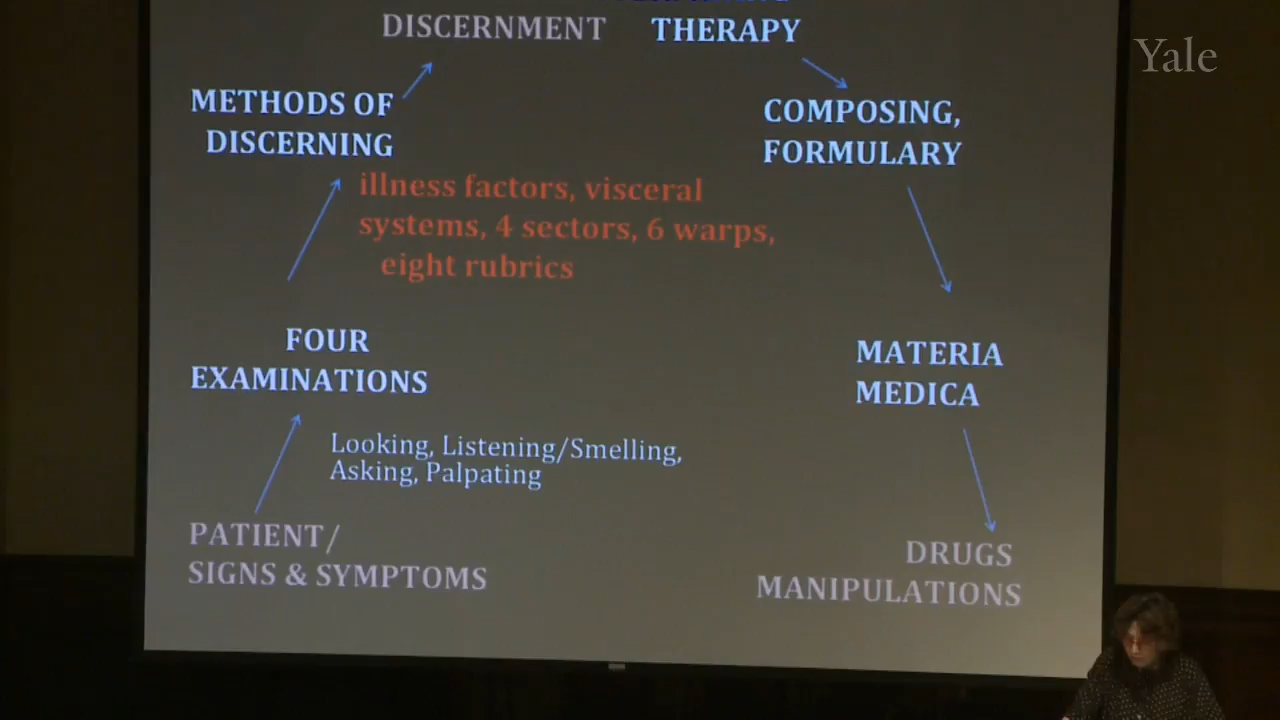 DISCERNMENT
THERAPY
Yale
METHODS OF
DISCERNING
COMPOSING,
FORMULARY
illness factors, visceral
systems, 4 sectors, 6 warps,
eight rubrics
FOUR
EXAMINATIONS
MATERIA
MEDICA
Looking, Listening/Smelling,
Asking, Palpating
PATIENT/
SIGNS & SYMPTOMS
DRUGS
MANIPULATIONS